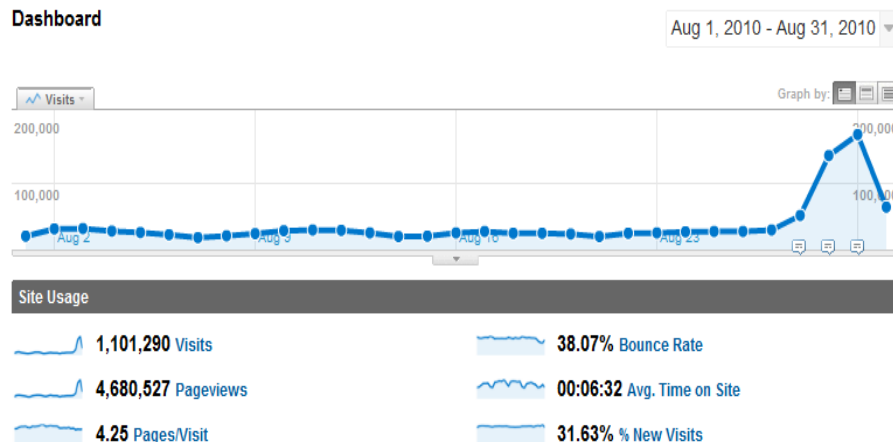 Dashboard
Aug 1, 2010 - Aug 31, 2010
Visits
Graph by:
200,000
200,000
100,000
100,000
Aug 2
Aug 9
Aug 16
Aug 23
Site Usage
1,101,290 Visits
38.07% Bounce Rate
4,680,527 Pageviews
00:06:32 Avg. Time on Site
4.25 Pages/Visit
31.63% % New Visits